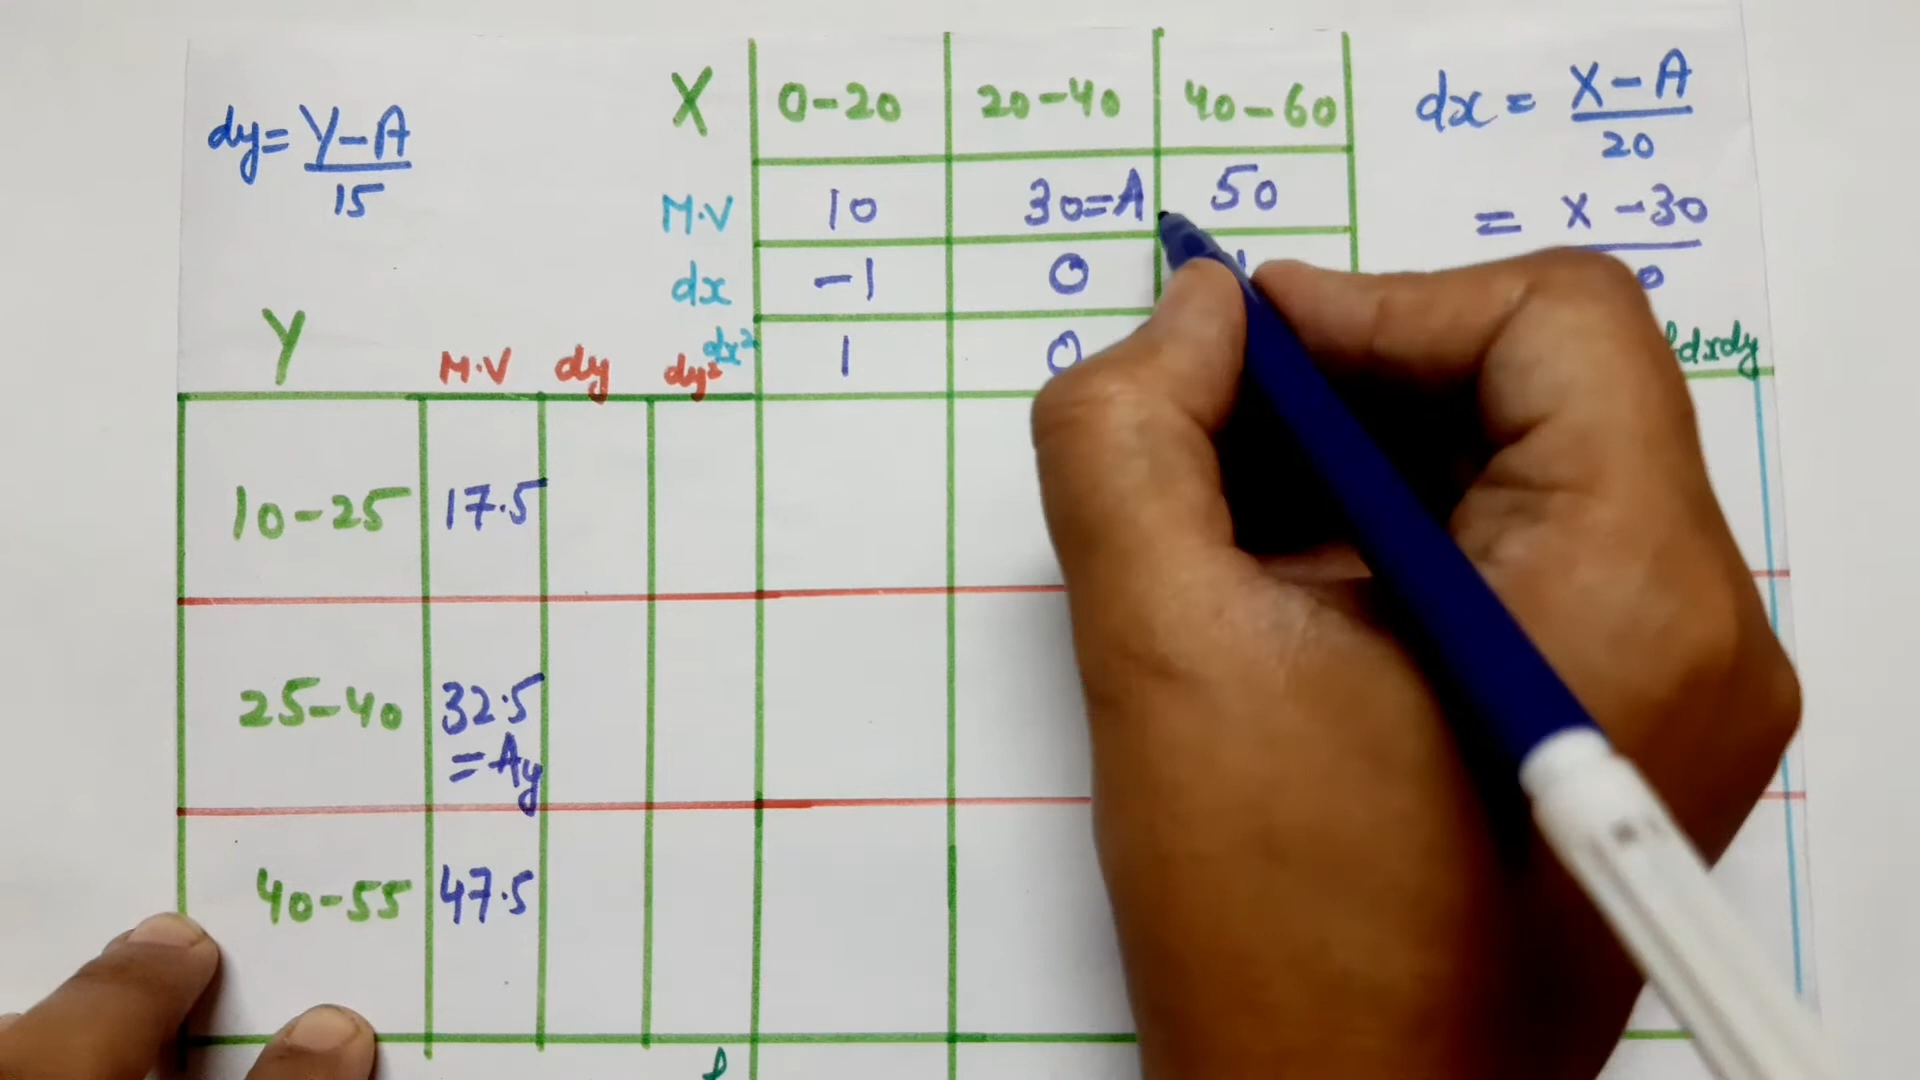 X 0-20 20-40 40-60
dy= Y-A
15
dx = X-A
20
M.V 10 30=A 50
= X-30
dx -1 0
dx² 1 0
Y M.V dy dy²
dxdy
10-25 17.5
25-40 32.5
= Ay
40-55 47.5